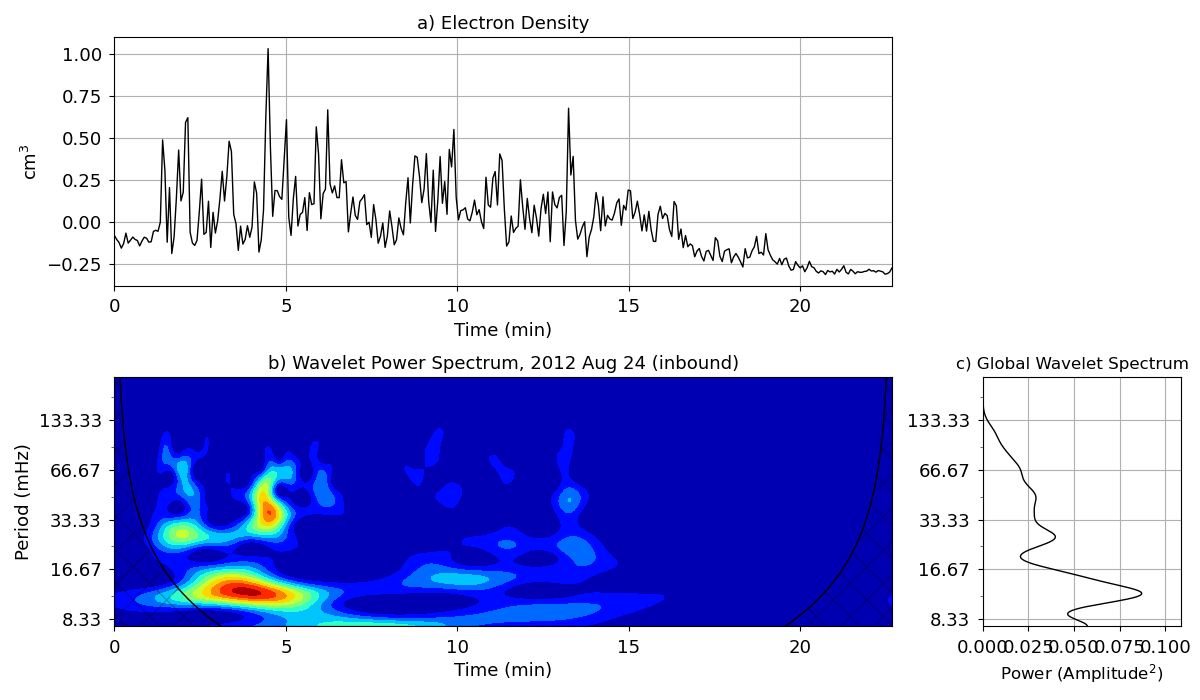 a) Electron Density
1.00
0.75
0.50
0.25
0.00
−0.25
cm³
0 5 10 15 20
Time (min)
b) Wavelet Power Spectrum, 2012 Aug 24 (inbound)
133.33
66.67
33.33
16.67
8.33
Period (mHz)
0 5 10 15 20
Time (min)
c) Global Wavelet Spectrum
133.33
66.67
33.33
16.67
8.33
0.000 0.025 0.050 0.075 0.100
Power (Amplitude²)